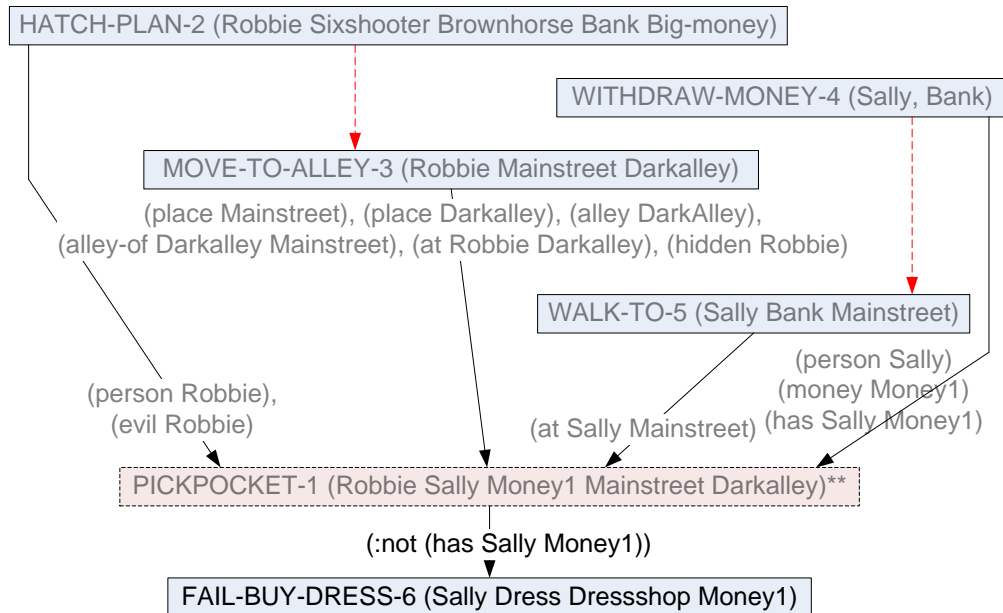 HATCH-PLAN-2 (Robbie Sixshooter Brownhorse Bank Big-money)
WITHDRAW-MONEY-4 (Sally, Bank)
MOVE-TO-ALLEY-3 (Robbie Mainstreet Darkalley)
(place Mainstreet), (place Darkalley), (alley DarkAlley),
(alley-of Darkalley Mainstreet), (at Robbie Darkalley), (hidden Robbie)
WALK-TO-5 (Sally Bank Mainstreet)
(person Robbie),
(evil Robbie)
(at Sally Mainstreet)
(person Sally)
(money Money1)
(has Sally Money1)
PICKPOCKET-1 (Robbie Sally Money1 Mainstreet Darkalley)**
(:not (has Sally Money1))
FAIL-BUY-DRESS-6 (Sally Dress Dressshop Money1)